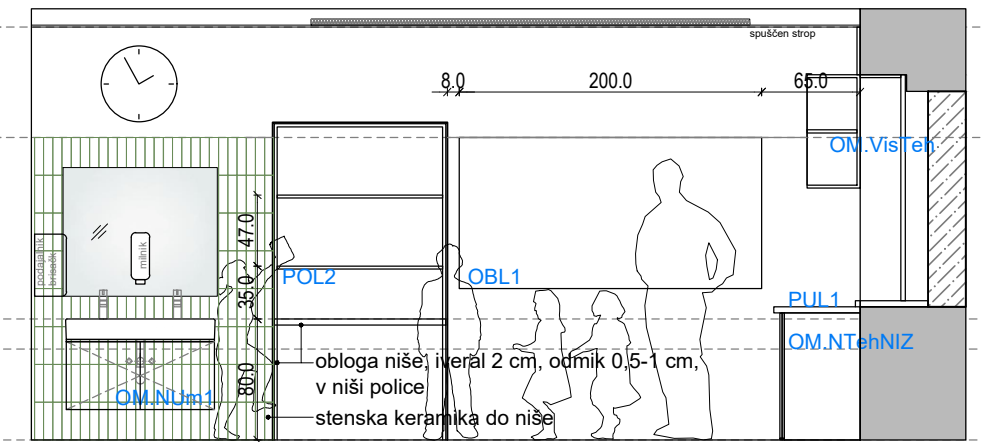 spuščen strop
8.0
200.0
65.0
OM.VisTeh
47.0
podajalnik
brisačk
milnik
35.0
POL2
OBL1
PUL1
OM.NTehNIZ
obloga niše, iveral 2 cm, odmik 0,5-1 cm,
v niši police
80.0
OM.NUm1
stenska keramika do niše